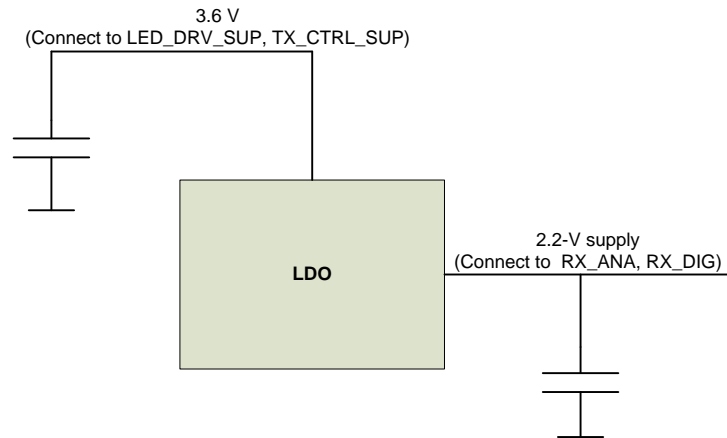 3.6 V
(Connect to LED_DRV_SUP, TX_CTRL_SUP)
LDO
2.2-V supply
(Connect to RX_ANA, RX_DIG)